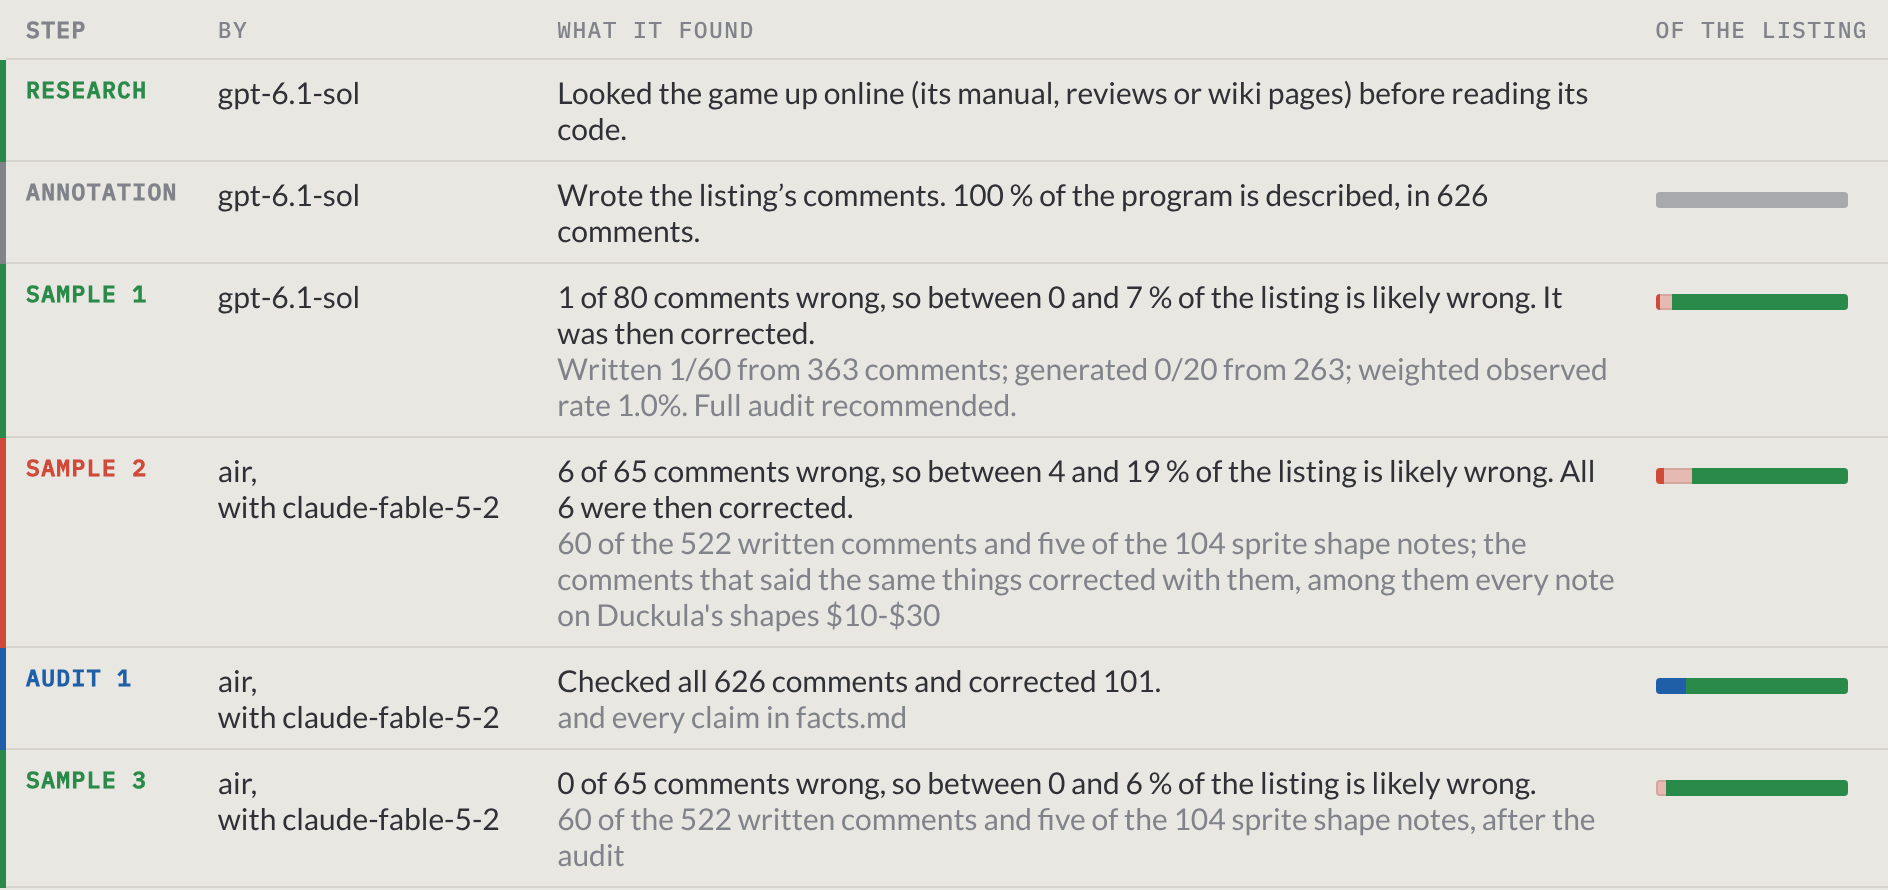 STEP BY WHAT IT FOUND OF THE LISTING
RESEARCH gpt-6.1-sol Looked the game up online (its manual, reviews or wiki pages) before reading its
code.
ANNOTATION gpt-6.1-sol Wrote the listing’s comments. 100 % of the program is described, in 626
comments.
SAMPLE 1 gpt-6.1-sol 1 of 80 comments wrong, so between 0 and 7 % of the listing is likely wrong. It
was then corrected.
Written 1/60 from 363 comments; generated 0/20 from 263; weighted observed
rate 1.0%. Full audit recommended.
SAMPLE 2 air, 6 of 65 comments wrong, so between 4 and 19 % of the listing is likely wrong. All
with claude-fable-5-2 6 were then corrected.
60 of the 522 written comments and five of the 104 sprite shape notes; the
comments that said the same things corrected with them, among them every note
on Duckula's shapes $10-$30
AUDIT 1 air, Checked all 626 comments and corrected 101.
with claude-fable-5-2 and every claim in facts.md
SAMPLE 3 air, 0 of 65 comments wrong, so between 0 and 6 % of the listing is likely wrong.
with claude-fable-5-2 60 of the 522 written comments and five of the 104 sprite shape notes, after the
audit